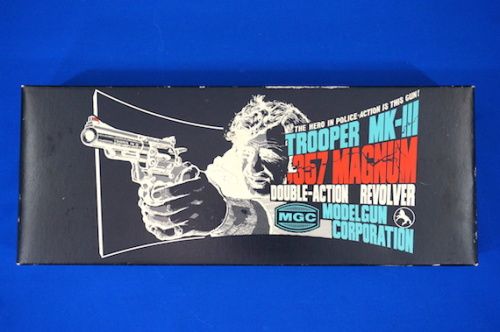 THE HERO IN POLICE-ACTION IS THIS GUN!
TROOPER MK-III
.357 MAGNUM
DOUBLE-ACTION REVOLVER
MGC
MODELGUN
CORPORATION